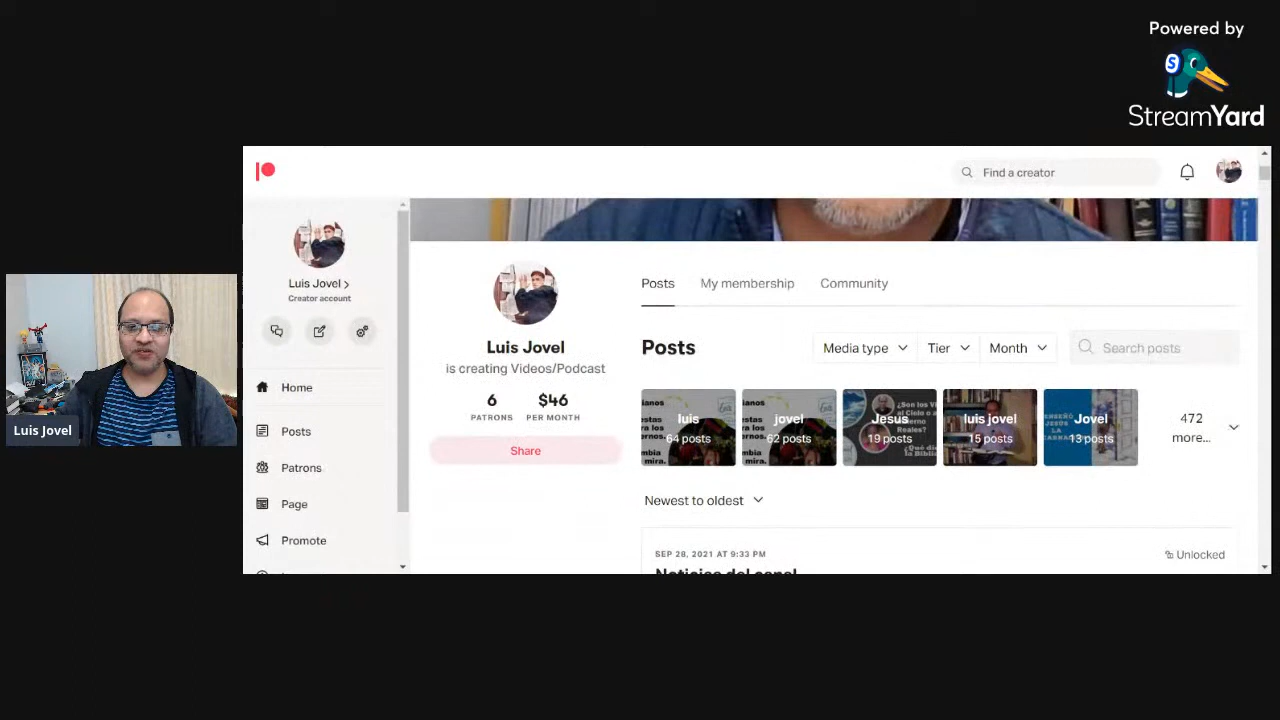 Powered by
StreamYard
Find a creator
Luis Jovel
Creator account
Home
Posts
Patrons
Page
Promote
Luis Jovel
Luis Jovel
is creating Videos/Podcast
6
PATRONS
$46
PER MONTH
Share
Posts
My membership
Community
Posts
Media type
Tier
Month
Search posts
luis
64 posts
jovel
62 posts
Jesus
19 posts
luis jovel
15 posts
Jovel
13 posts
472
more...
Newest to oldest
SEP 28, 2021 AT 9:33 PM
Unlocked
Noticias del canal